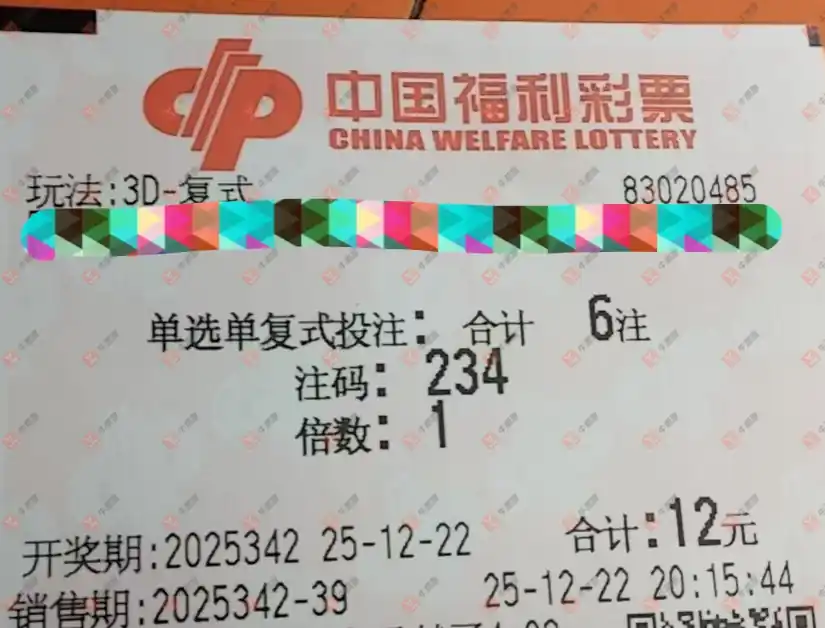 中国福利彩票
CHINA WELFARE LOTTERY
玩法:3D-复式 83020485
单选单复式投注: 合计 6注
注码: 234
倍数: 1
合计:12元
开奖期:2025342 25-12-22
销售期:2025342-39 25-12-22 20:15:44